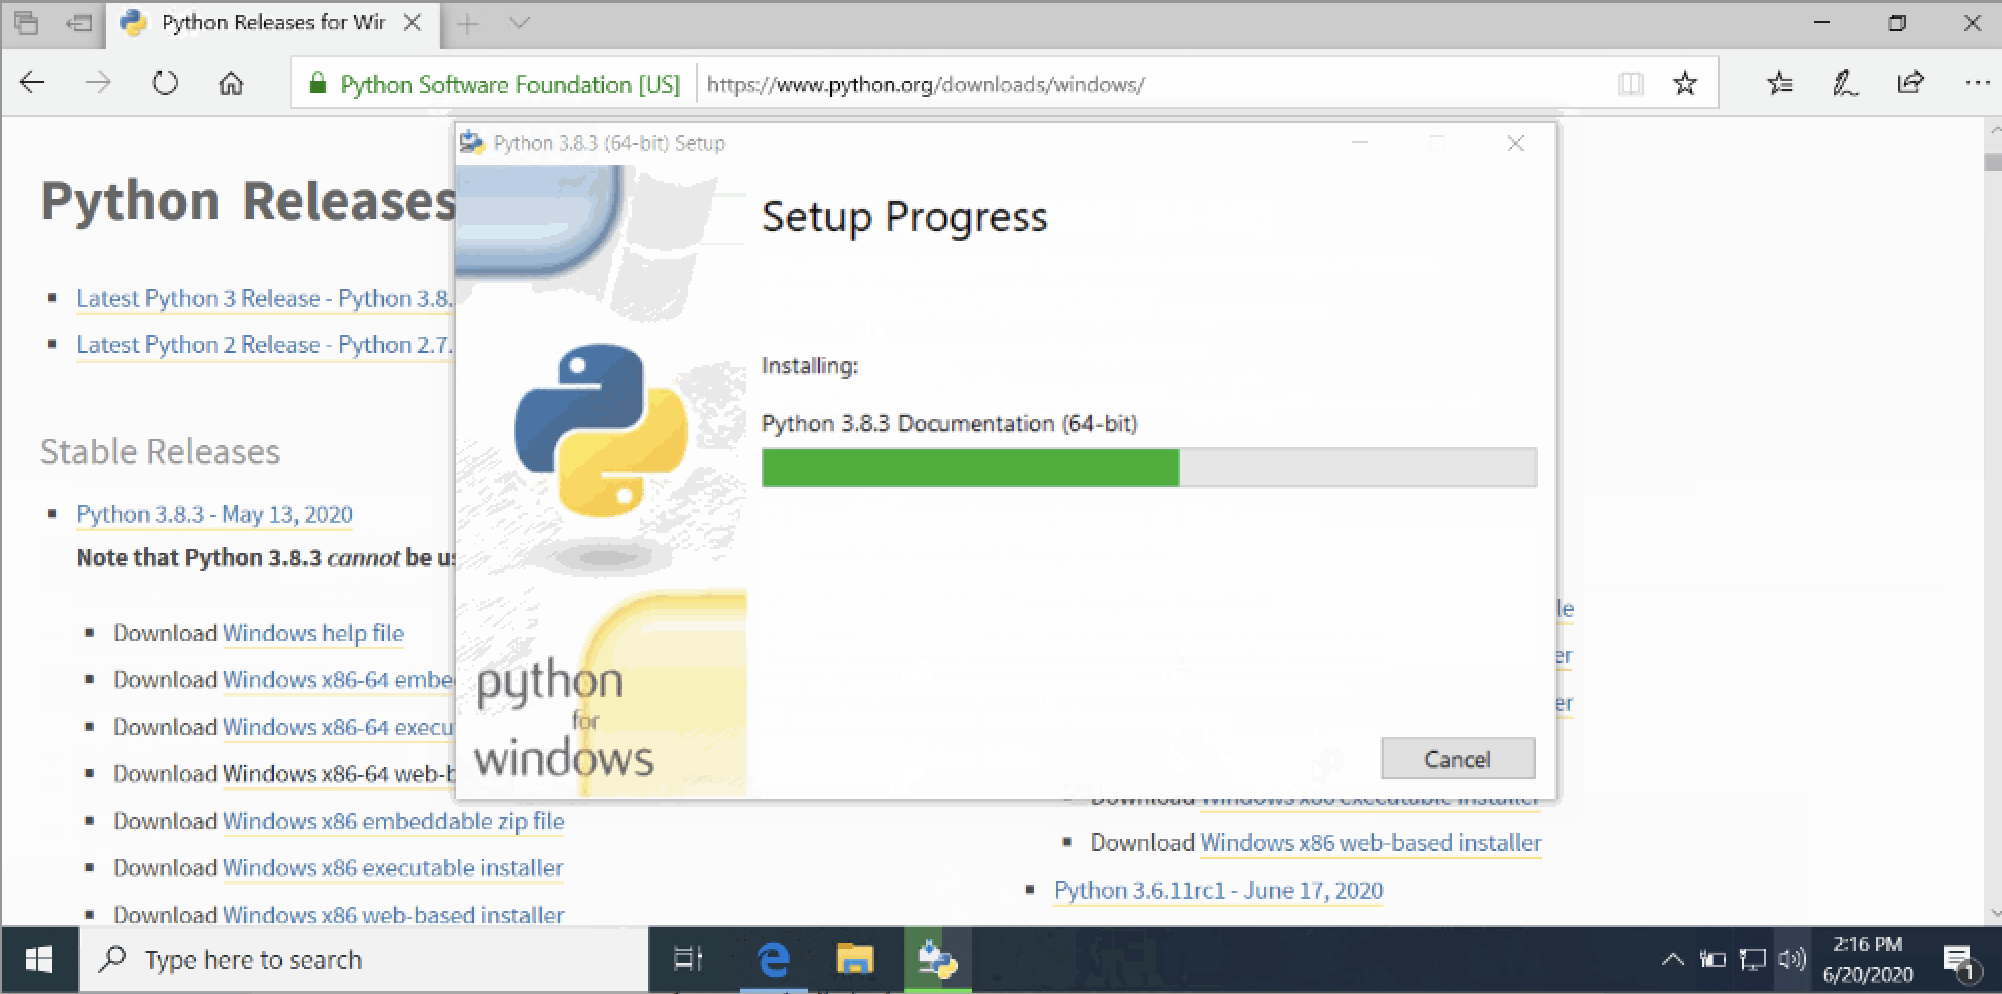 Python Releases for Wir
Python Software Foundation [US]
https://www.python.org/downloads/windows/
Python Releases
Latest Python 3 Release - Python 3.8.
Latest Python 2 Release - Python 2.7.
Stable Releases
Python 3.8.3 - May 13, 2020
Note that Python 3.8.3 cannot be us
Download Windows help file
Download Windows x86-64 embe
Download Windows x86-64 execu
Download Windows x86-64 web-b
Download Windows x86 embeddable zip file
Download Windows x86 executable installer
Download Windows x86 web-based installer
Python 3.8.3 (64-bit) Setup
Setup Progress
Installing:
Python 3.8.3 Documentation (64-bit)
python
for
windows
Cancel
le
er
er
Download Windows x86 executable installer
Download Windows x86 web-based installer
Python 3.6.11rc1 - June 17, 2020
Type here to search
2:16 PM
6/20/2020
1